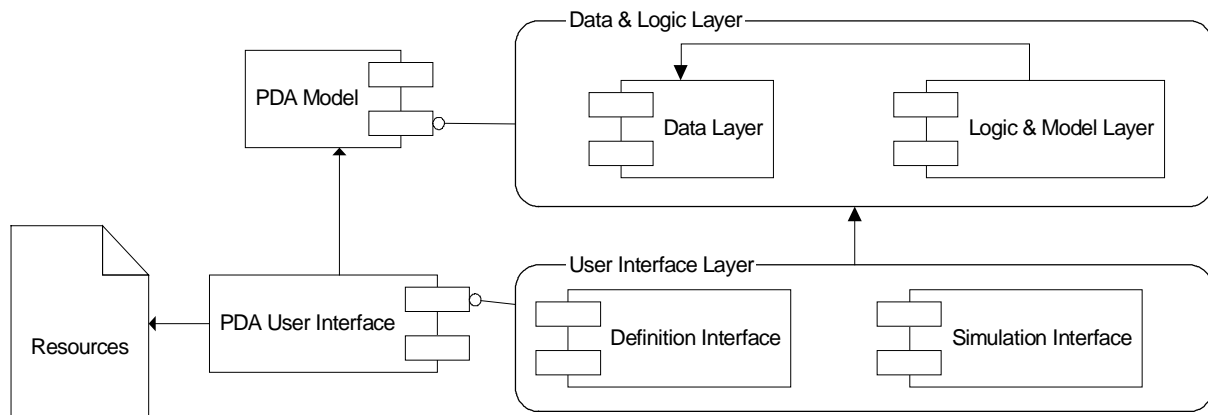 Data & Logic Layer
PDA Model
Data Layer
Logic & Model Layer
User Interface Layer
Resources
PDA User Interface
Definition Interface
Simulation Interface